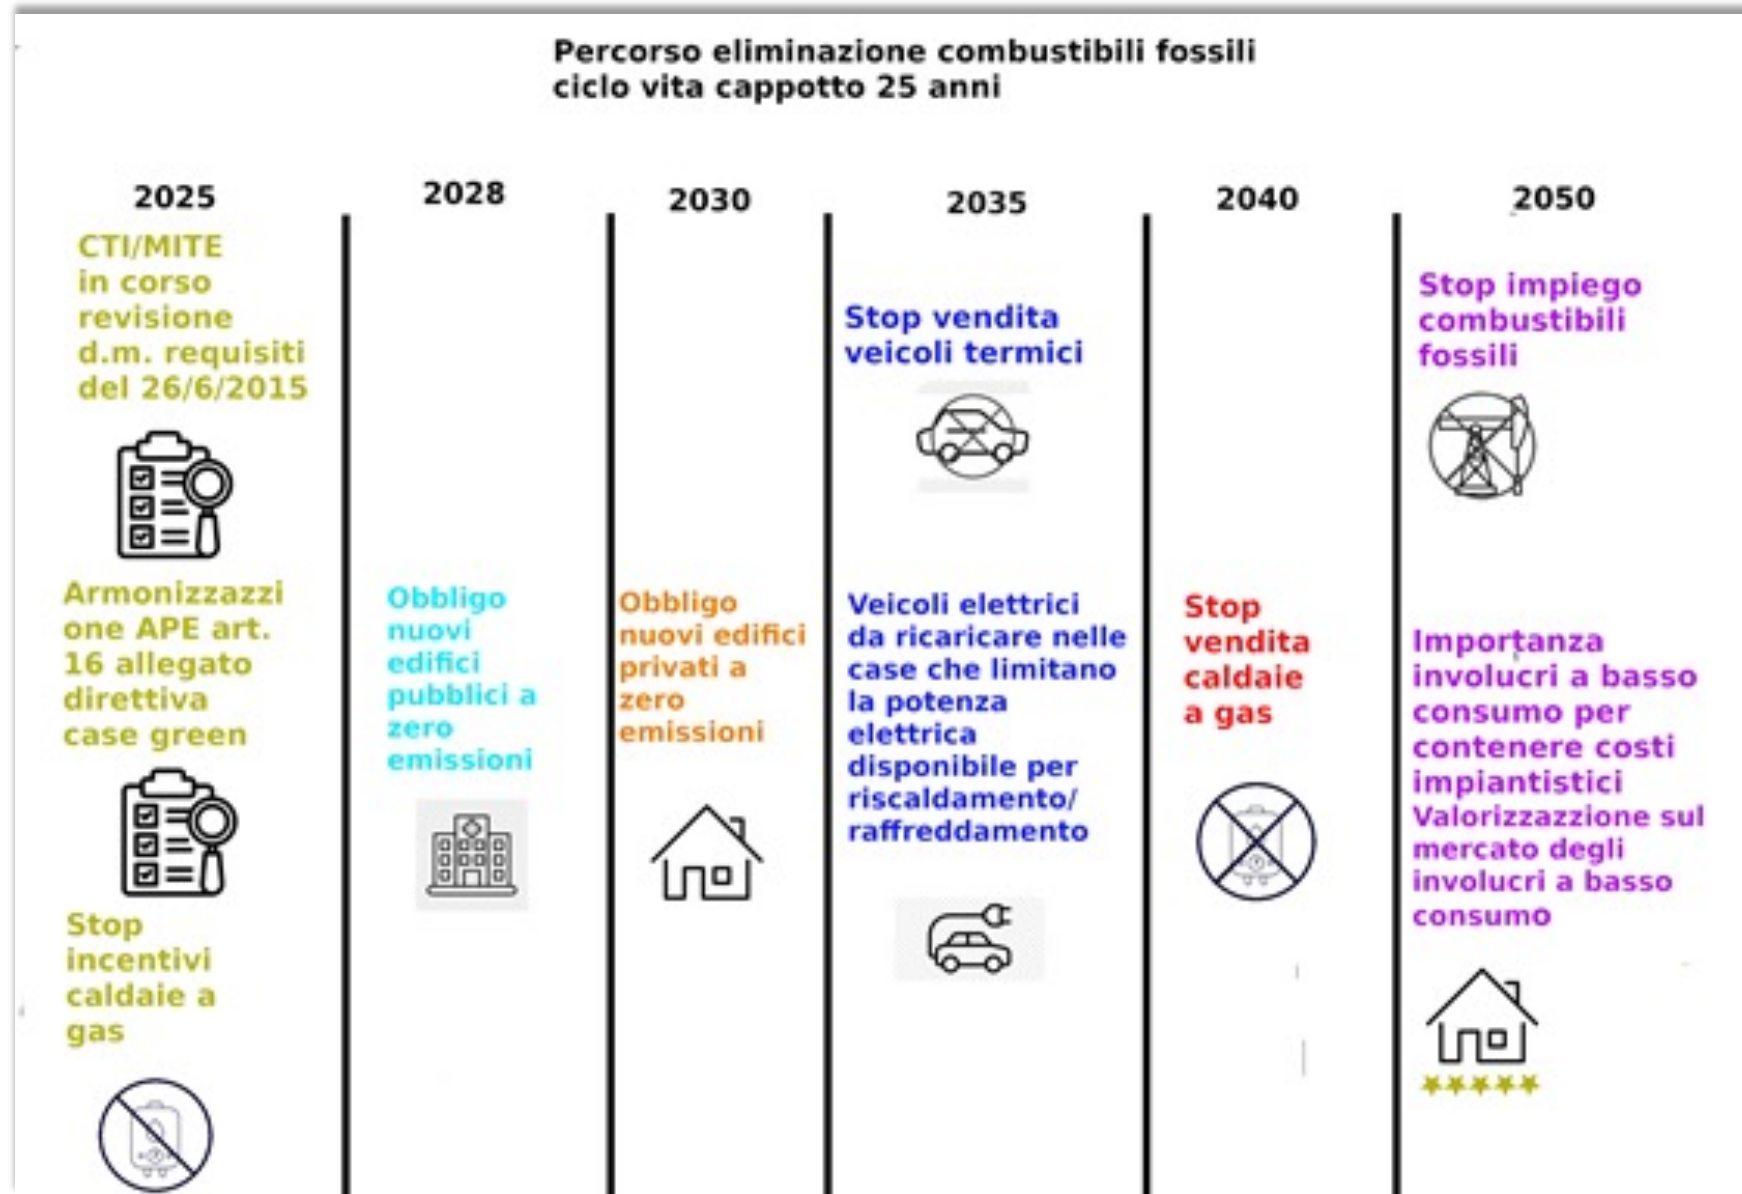 Percorso eliminazione combustibili fossili
ciclo vita cappotto 25 anni
2025
CTI/MITE
in corso
revisione
d.m. requisiti
del 26/6/2015
Armonizzazzi
one APE art.
16 allegato
direttiva
case green
Stop
incentivi
caldaie a
gas
2028
Obbligo
nuovi
edifici
pubblici a
zero
emissioni
2030
Obbligo
nuovi edifici
privati a
zero
emissioni
2035
Stop vendita
veicoli termici
Veicoli elettrici
da ricaricare nelle
case che limitano
la potenza
elettrica
disponibile per
riscaldamento/
raffreddamento
2040
Stop
vendita
caldaie
a gas
2050
Stop impiego
combustibili
fossili
Importanza
involucri a basso
consumo per
contenere costi
impiantistici
Valorizzazzione sul
mercato degli
involucri a basso
consumo